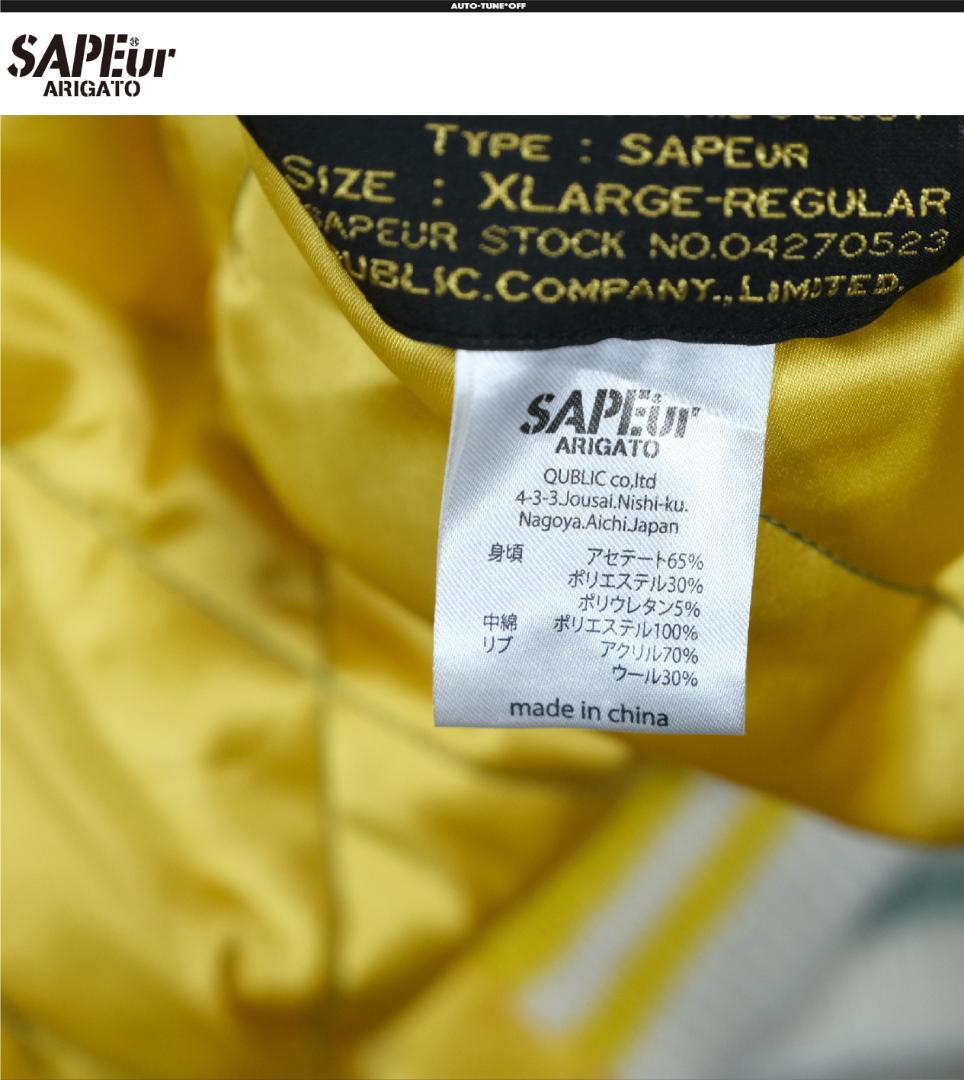 AUTO-TUNE*OFF
SAPEur
ARIGATO
TYPE : SAPEUR
SIZE : XLARGE-REGULAR
SAPEUR STOCK NO.04270523
QUBLIC.COMPANY.,LIMITED.
SAPEur
ARIGATO
QUBLIC co,ltd
4-3-3.Jousai.Nishi-ku.
Nagoya.Aichi.Japan
身頃 アセテート65%
ポリエステル30%
ポリウレタン5%
中綿 ポリエステル100%
リブ アクリル70%
ウール30%
made in china